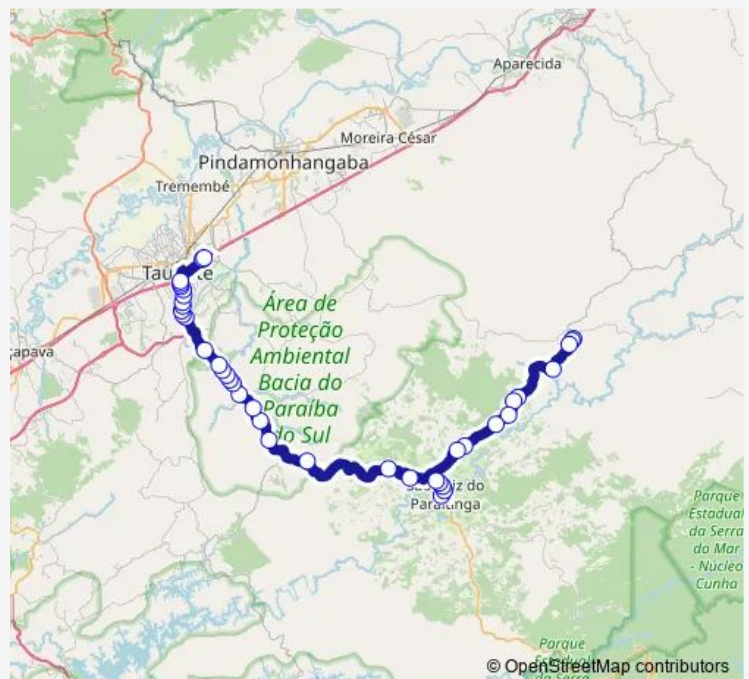 Aparecida
Moreira César
Pindamonhangaba
Tremembé
Área de
Proteção
Ambiental
Bacia do
Paraíba
do Sul
Paraitinga
Parque
Estadual
da Serra
do Mar
- Núcleo
Cunha
Parque
© OpenStreetMap contributors